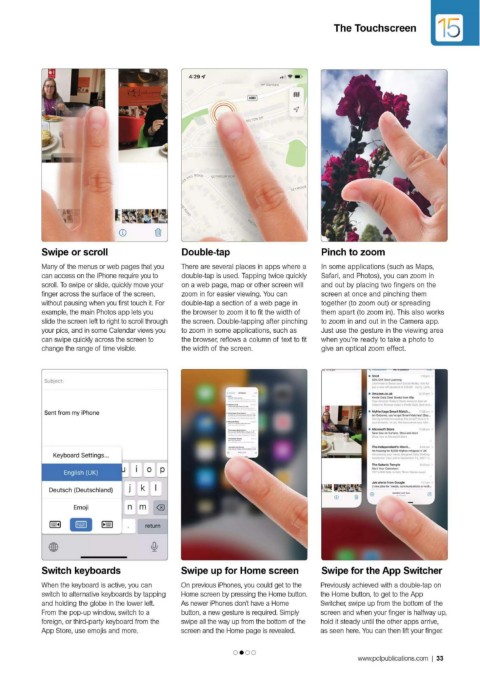 The Touchscreen
15
4:39
Swipe or scroll
Many of the menus or web pages that you
can access on the iPhone require you to
scroll. To swipe or slide, quickly move your
finger across the surface of the screen,
without pausing when you first touch it. For
example, the main Photos app lets you
slide the screen left to right to scroll through
your pics, and in some Calendar views you
can swipe quickly across the screen to
change the range of time visible.
Double-tap
There are several places in apps where a
double-tap is used. Tapping twice quickly
on a web page, map or other screen will
zoom in for easier viewing. You can
double-tap a section of a web page in
the browser to zoom it to fit the width of
the screen. Double-tapping after pinching
to zoom in some applications, such as
the browser, reflows a column of text to fit
the width of the screen.
Pinch to zoom
In some applications (such as Maps,
Safari, and Photos), you can zoom in
and out by placing two fingers on the
screen at once and pinching them
together (to zoom out) or spreading
them apart (to zoom in). This also works
to zoom in and out in the Camera app.
Just use the gesture in the viewing area
when you're ready to take a photo to
give an optical zoom effect.
Subject:
Sent from my iPhone
Keyboard Settings...
English (UK)
Deutsch (Deutschland)
Emoji
u i o p
j k l
n m
. return
Switch keyboards
When the keyboard is active, you can
switch to alternative keyboards by tapping
and holding the globe in the lower left.
From the pop-up window, switch to a
foreign, or third-party keyboard from the
App Store, use emojis and more.
Swipe up for Home screen
On previous iPhones, you could get to the
Home screen by pressing the Home button.
As newer iPhones don't have a Home
button, a new gesture is required. Simply
swipe all the way up from the bottom of the
screen and the Home page is revealed.
Swipe for the App Switcher
Previously achieved with a double-tap on
the Home button, to get to the App
Switcher, swipe up from the bottom of the
screen and when your finger is halfway up,
hold it steady until the other apps arrive,
as seen here. You can then lift your finger.
www.pclpublications.com | 33